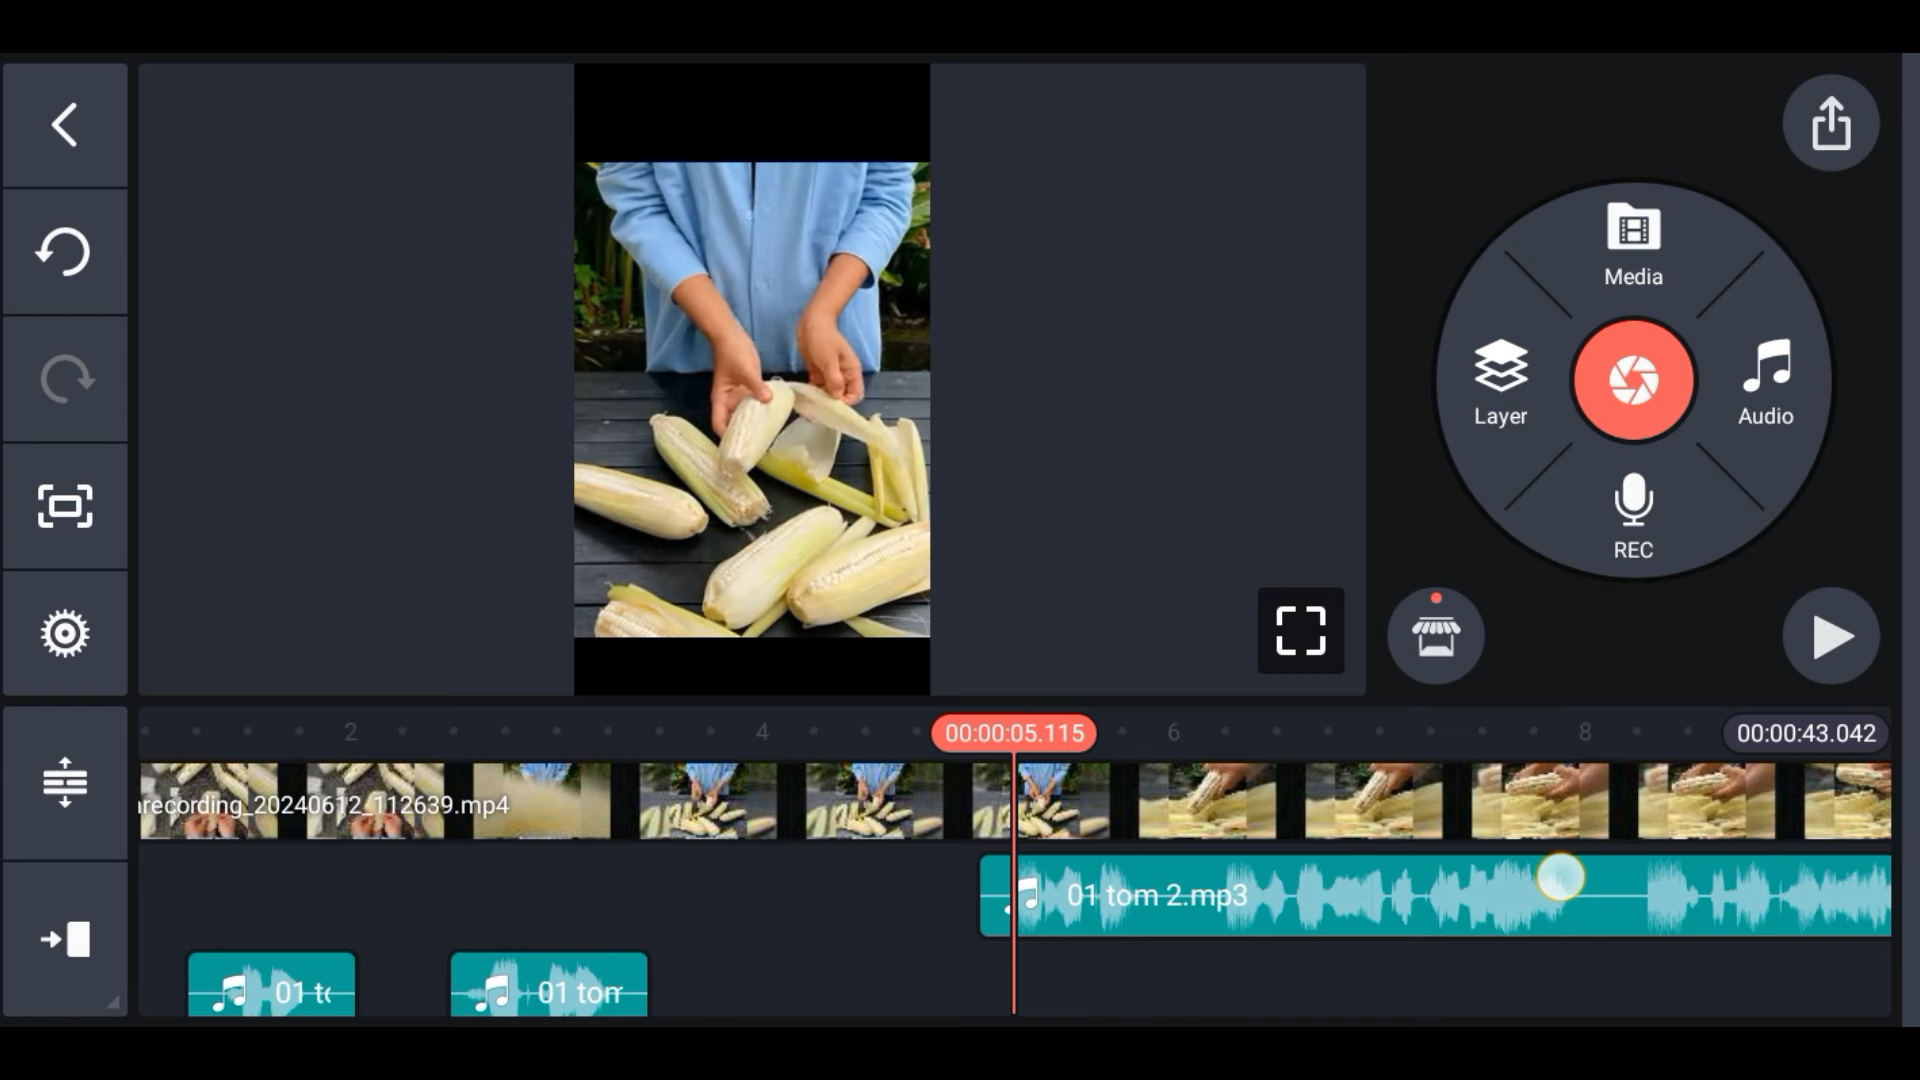 Media
Layer
Audio
REC
2
4
00:00:05.115
6
8
00:00:43.042
recording_20240612_112639.mp4
01 tom 2.mp3
01 t
01 tom